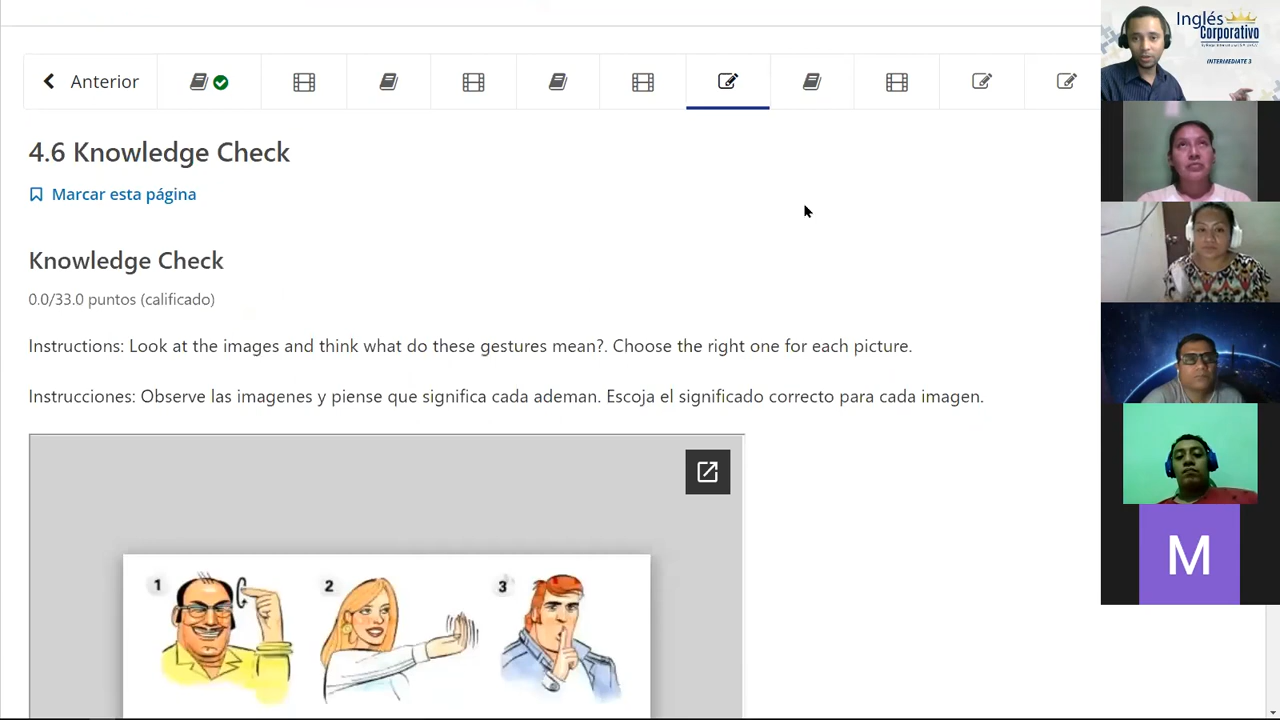 Anterior
4.6 Knowledge Check
Marcar esta página
Knowledge Check
0.0/33.0 puntos (calificado)
Instructions: Look at the images and think what do these gestures mean?. Choose the right one for each picture.
Instrucciones: Observe las imagenes y piense que significa cada ademan. Escoja el significado correcto para cada imagen.
1
2
3
Inglés
Corporativo
INTERMEDIATE 3
M